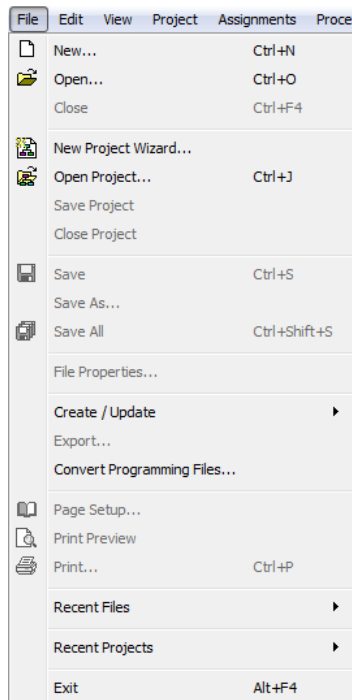 File Edit View Project Assignments Proce
New... Ctrl+N
Open... Ctrl+O
Close Ctrl+F4
New Project Wizard...
Open Project... Ctrl+J
Save Project
Close Project
Save Ctrl+S
Save As...
Save All Ctrl+Shift+S
File Properties...
Create / Update
Export...
Convert Programming Files...
Page Setup...
Print Preview
Print... Ctrl+P
Recent Files
Recent Projects
Exit Alt+F4